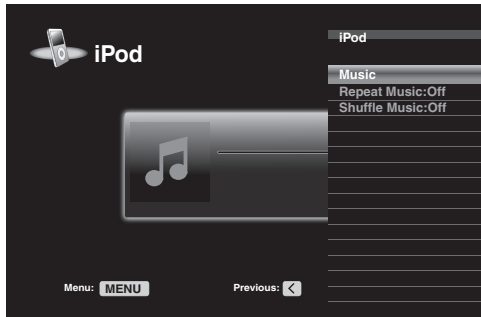 iPod
iPod
Music
Repeat Music:Off
Shuffle Music:Off
Menu: MENU
Previous: <